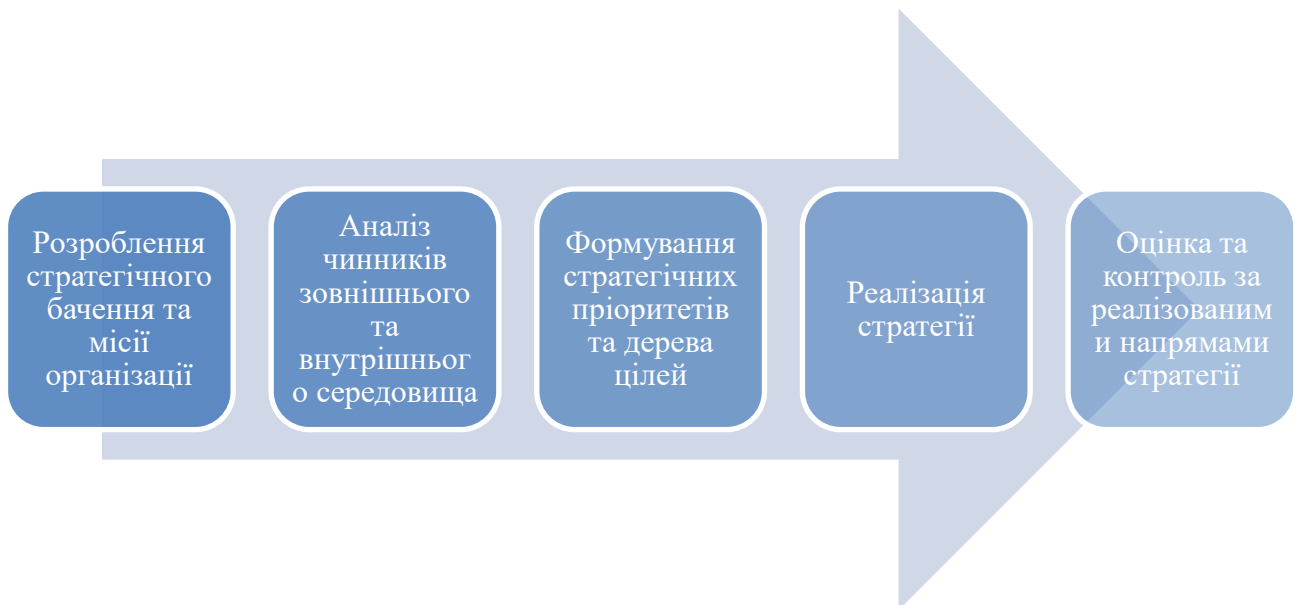 Розроблення
стратегічного
бачення та
місії
організації
Аналіз
чинників
зовнішнього
та
внутрішньог
о середовища
Формування
стратегічних
пріоритетів
та дерева
цілей
Реалізація
стратегії
Оцінка та
контроль за
реалізованим
и напрямами
стратегії